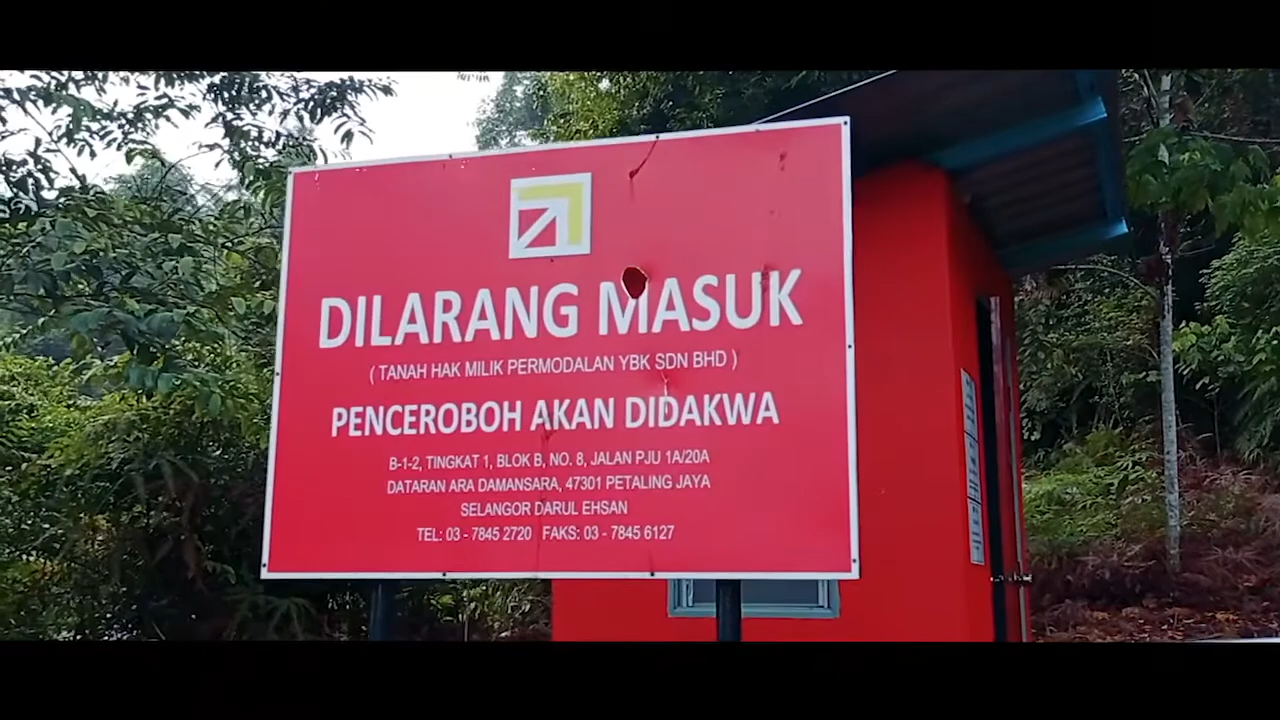 DILARANG MASUK
( TANAH HAK MILIK PERMODALAN YBK SDN BHD )
PENCEROBOH AKAN DIDAKWA
B-1-2, TINGKAT 1, BLOK B, NO. 8, JALAN PJU 1A/20A
DATARAN ARA DAMANSARA, 47301 PETALING JAYA
SELANGOR DARUL EHSAN
TEL: 03 - 7845 2720 FAKS: 03 - 7845 6127